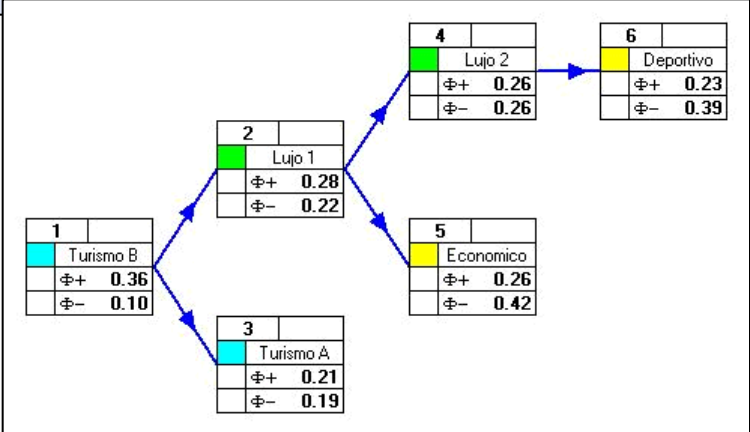 1
Turismo B
Φ+ 0.36
Φ− 0.10
2
Lujo 1
Φ+ 0.28
Φ− 0.22
3
Turismo A
Φ+ 0.21
Φ− 0.19
4
Lujo 2
Φ+ 0.26
Φ− 0.26
5
Economico
Φ+ 0.26
Φ− 0.42
6
Deportivo
Φ+ 0.23
Φ− 0.39